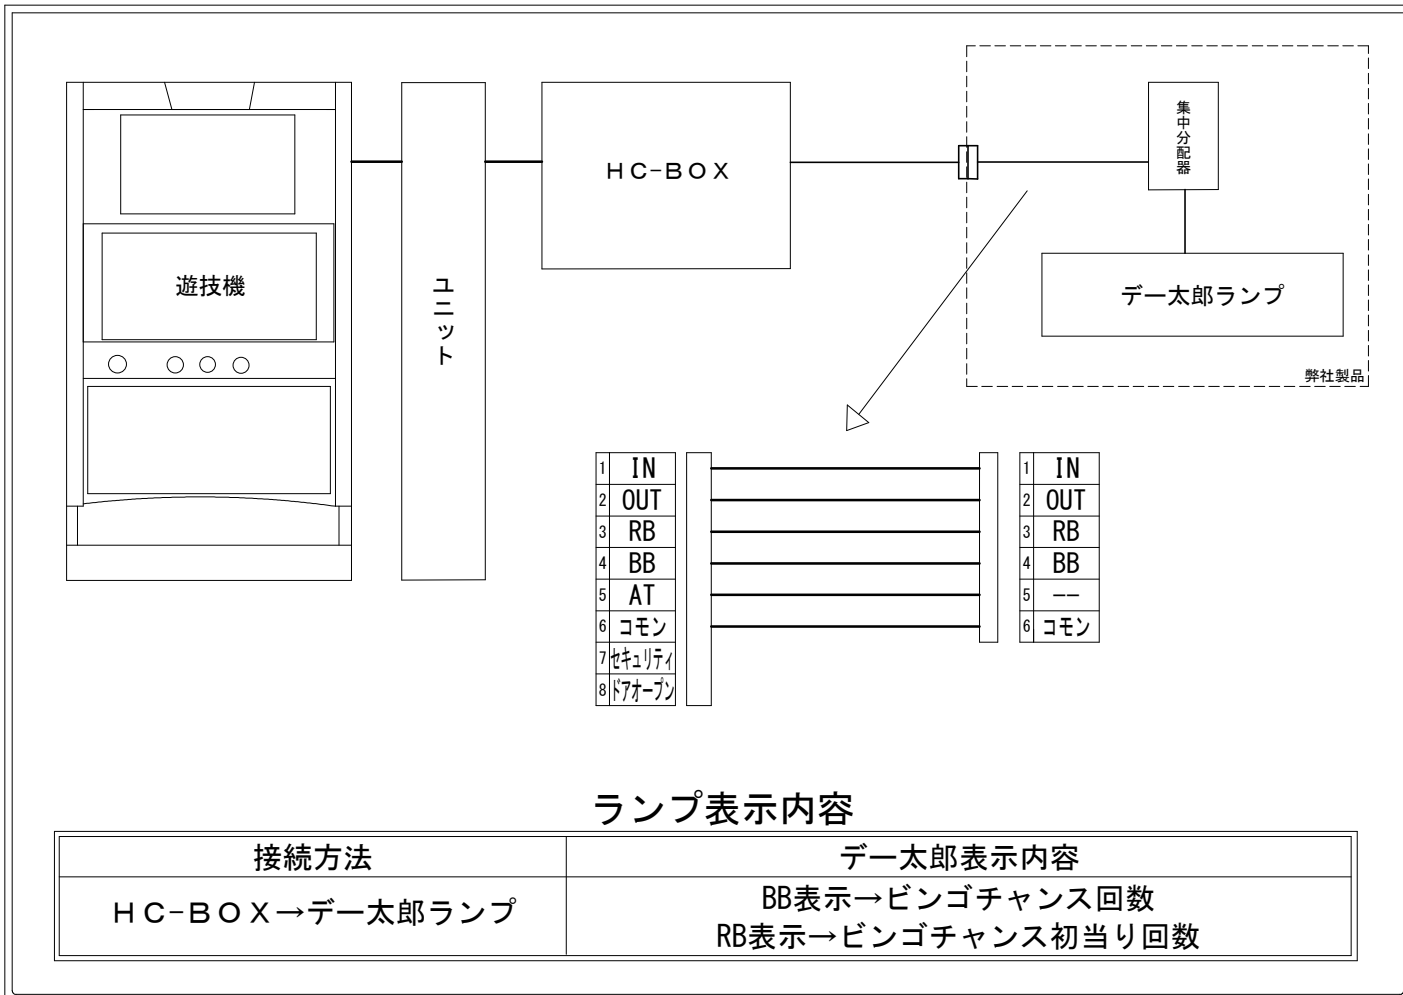 遊技機
ユニット
HC-BOX
集中分配器
デー太郎ランプ
弊社製品
1 IN
2 OUT
3 RB
4 BB
5 AT
6 コモン
7 セキュリティ
8 ドアオープン
1 IN
2 OUT
3 RB
4 BB
5 --
6 コモン
ランプ表示内容
接続方法 デー太郎表示内容
HC-BOX→デー太郎ランプ
BB表示→ビンゴチャンス回数
RB表示→ビンゴチャンス初当り回数